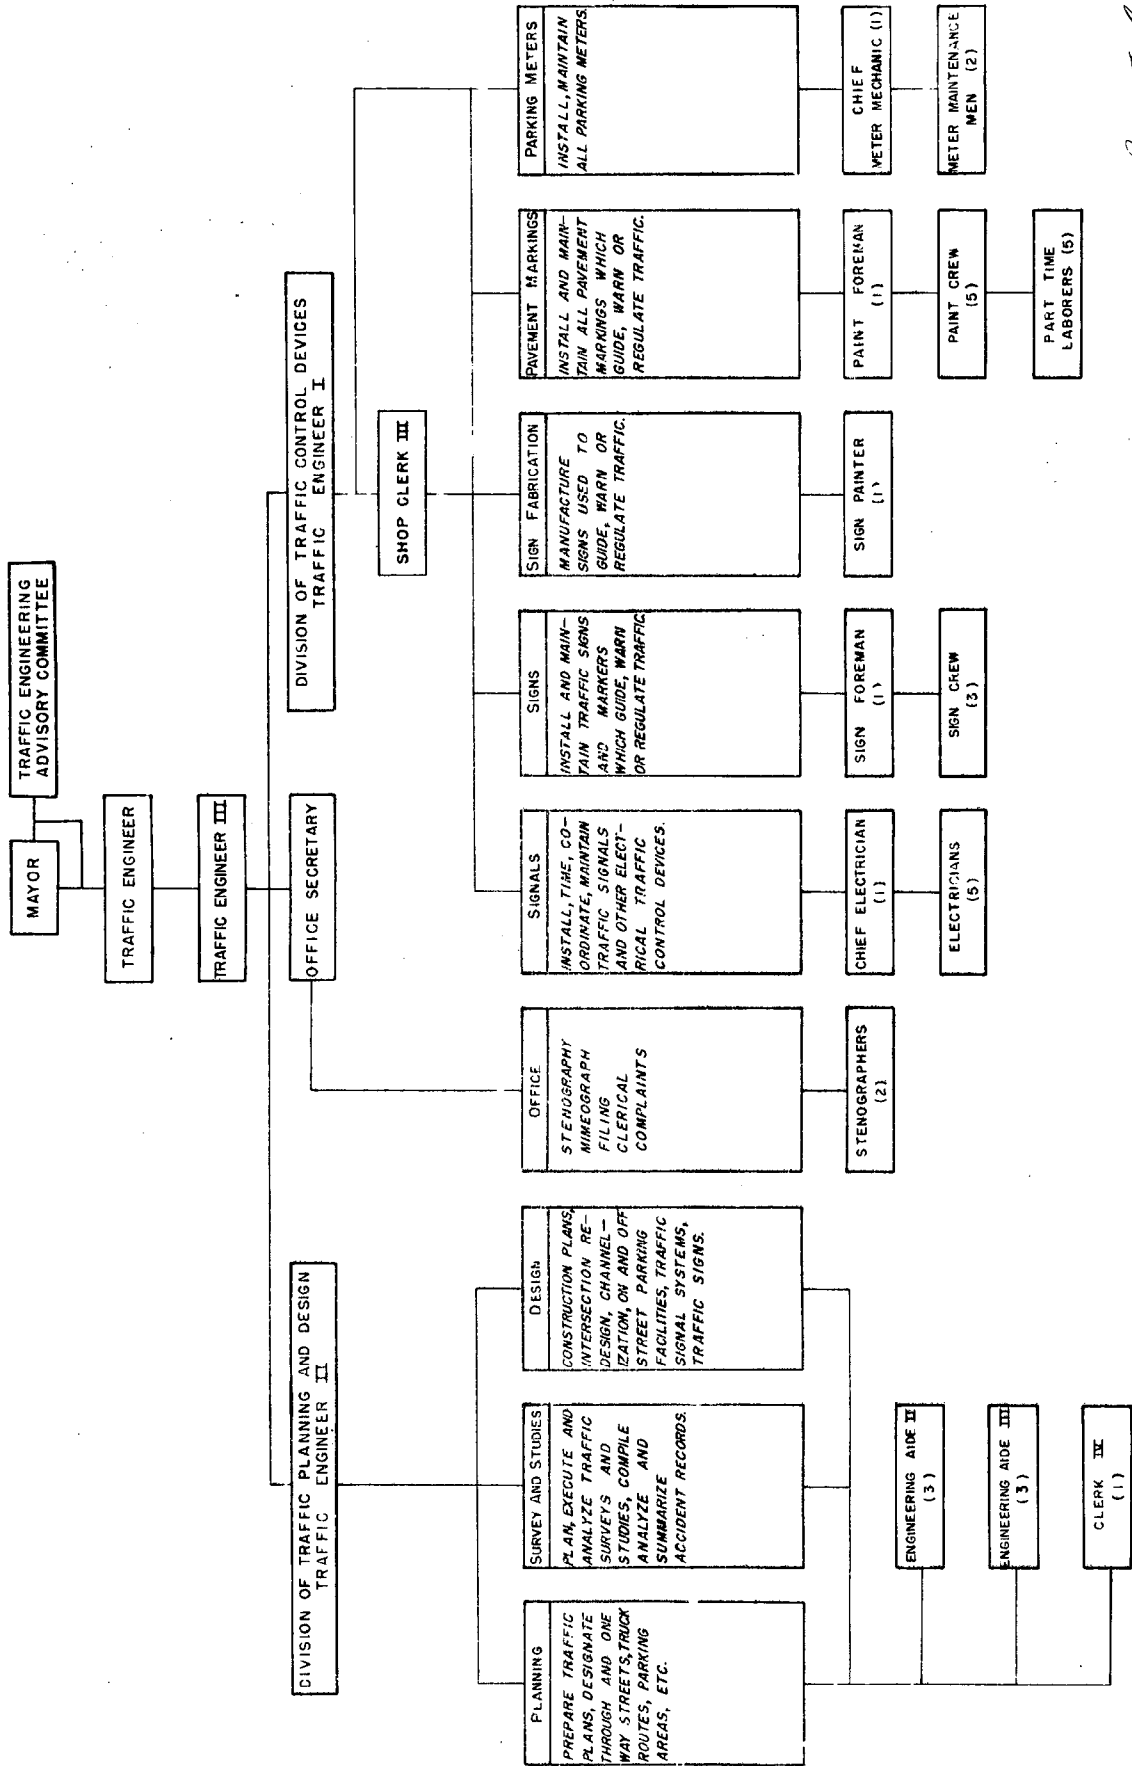 TRAFFIC ENGINEERING
ADVISORY COMMITTEE
MAYOR
TRAFFIC ENGINEER
TRAFFIC ENGINEER III
OFFICE SECRETARY
DIVISION OF TRAFFIC PLANNING AND DESIGN
TRAFFIC ENGINEER II
DIVISION OF TRAFFIC CONTROL DEVICES
TRAFFIC ENGINEER I
SHOP CLERK III
PLANNING
PREPARE TRAFFIC
PLANS, DESIGNATE
THROUGH AND ONE
WAY STREETS, TRUCK
ROUTES, PARKING
AREAS, ETC.
SURVEY AND STUDIES
PLAN, EXECUTE AND
ANALYZE TRAFFIC
SURVEYS AND
STUDIES, COMPILE
ANALYZE AND
SUMMARIZE
ACCIDENT RECORDS.
DESIGN
CONSTRUCTION PLANS,
INTERSECTION RE-
DESIGN, CHANNEL-
IZATION, ON AND OFF
STREET PARKING
FACILITIES, TRAFFIC
SIGNAL SYSTEMS,
TRAFFIC SIGNS.
OFFICE
STENOGRAPHY
MIMEOGRAPH
FILING
CLERICAL
COMPLAINTS
SIGNALS
INSTALL, TIME, CO-
ORDINATE, MAINTAIN
TRAFFIC SIGNALS
AND OTHER ELECT-
RICAL TRAFFIC
CONTROL DEVICES.
SIGNS
INSTALL AND MAIN-
TAIN TRAFFIC SIGNS
AND MARKERS
WHICH GUIDE, WARN
OR REGULATE TRAFFIC.
SIGN FABRICATION
MANUFACTURE
SIGNS USED TO
GUIDE, WARN OR
REGULATE TRAFFIC.
PAVEMENT MARKINGS
INSTALL AND MAIN-
TAIN ALL PAVEMENT
MARKINGS WHICH
GUIDE, WARN OR
REGULATE TRAFFIC.
PARKING METERS
INSTALL, MAINTAIN
ALL PARKING METERS.
STENOGRAPHERS
(2)
CHIEF ELECTRICIAN
(1)
SIGN FOREMAN
(1)
SIGN PAINTER
(1)
PAINT FOREMAN
(1)
CHIEF
METER MECHANIC (1)
ENGINEERING AIDE II
(3)
ELECTRICIANS
(5)
SIGN CREW
(3)
PAINT CREW
(5)
METER MAINTENANCE
MEN (2)
ENGINEERING AIDE III
(3)
PART TIME
LABORERS (5)
CLERK IV
(1)